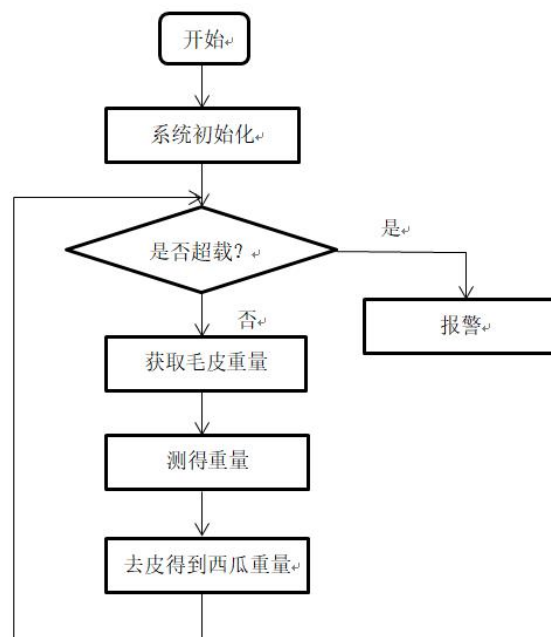 开始
系统初始化
是否超载？
是
否
报警
获取毛皮重量
测得重量
去皮得到西瓜重量